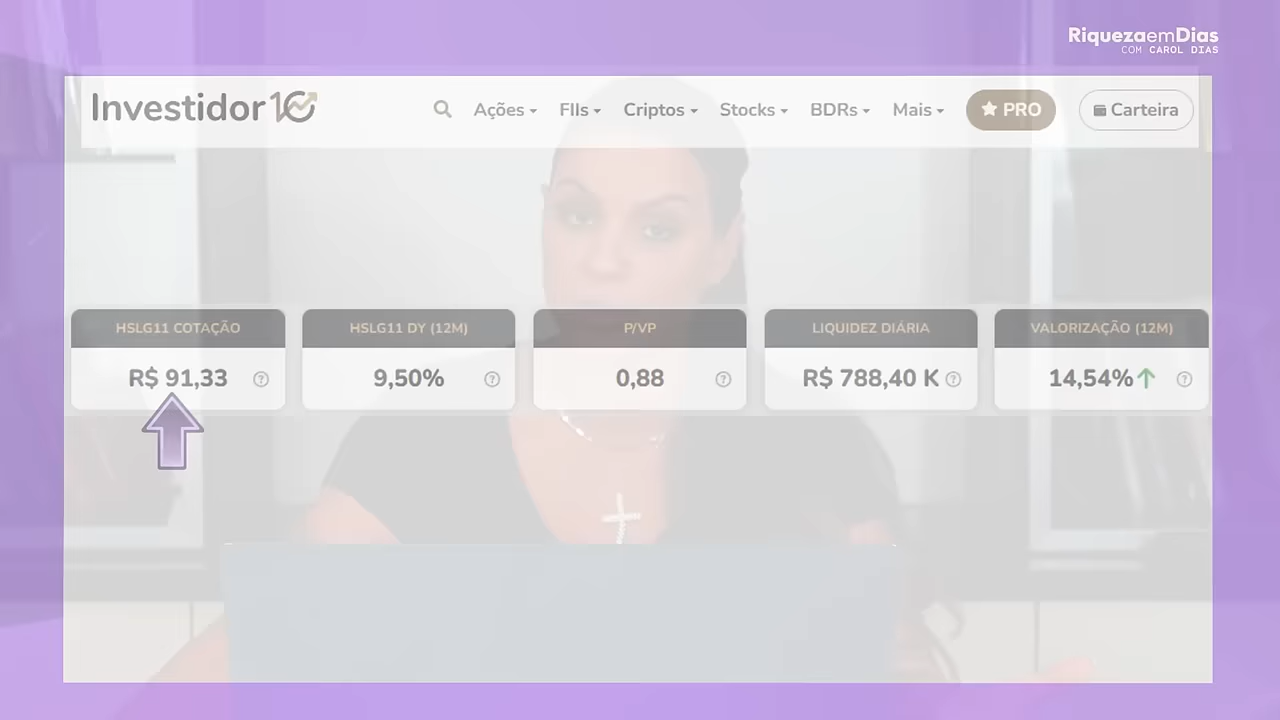 RiquezaemDias
COM CAROL DIAS
Investidor10
Ações FIIs Criptos Stocks BDRs Mais PRO Carteira
HSLG11 COTAÇÃO HSLG11 DY (12M) P/VP LIQUIDEZ DIÁRIA VALORIZAÇÃO (12M)
R$ 91,33 ? 9,50% ? 0,88 ? R$ 788,40 K ? 14,54% ?